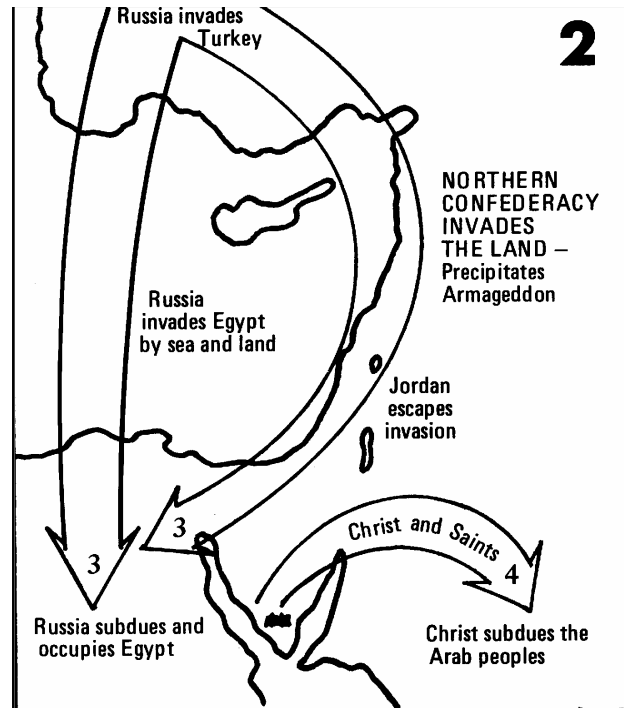 Russia invades
Turkey
2
NORTHERN
CONFEDERACY
INVADES
THE LAND –
Precipitates
Armageddon
Russia
invades Egypt
by sea and land
Jordan
escapes
invasion
3
3
Christ and Saints
4
Russia subdues and
occupies Egypt
Christ subdues the
Arab peoples